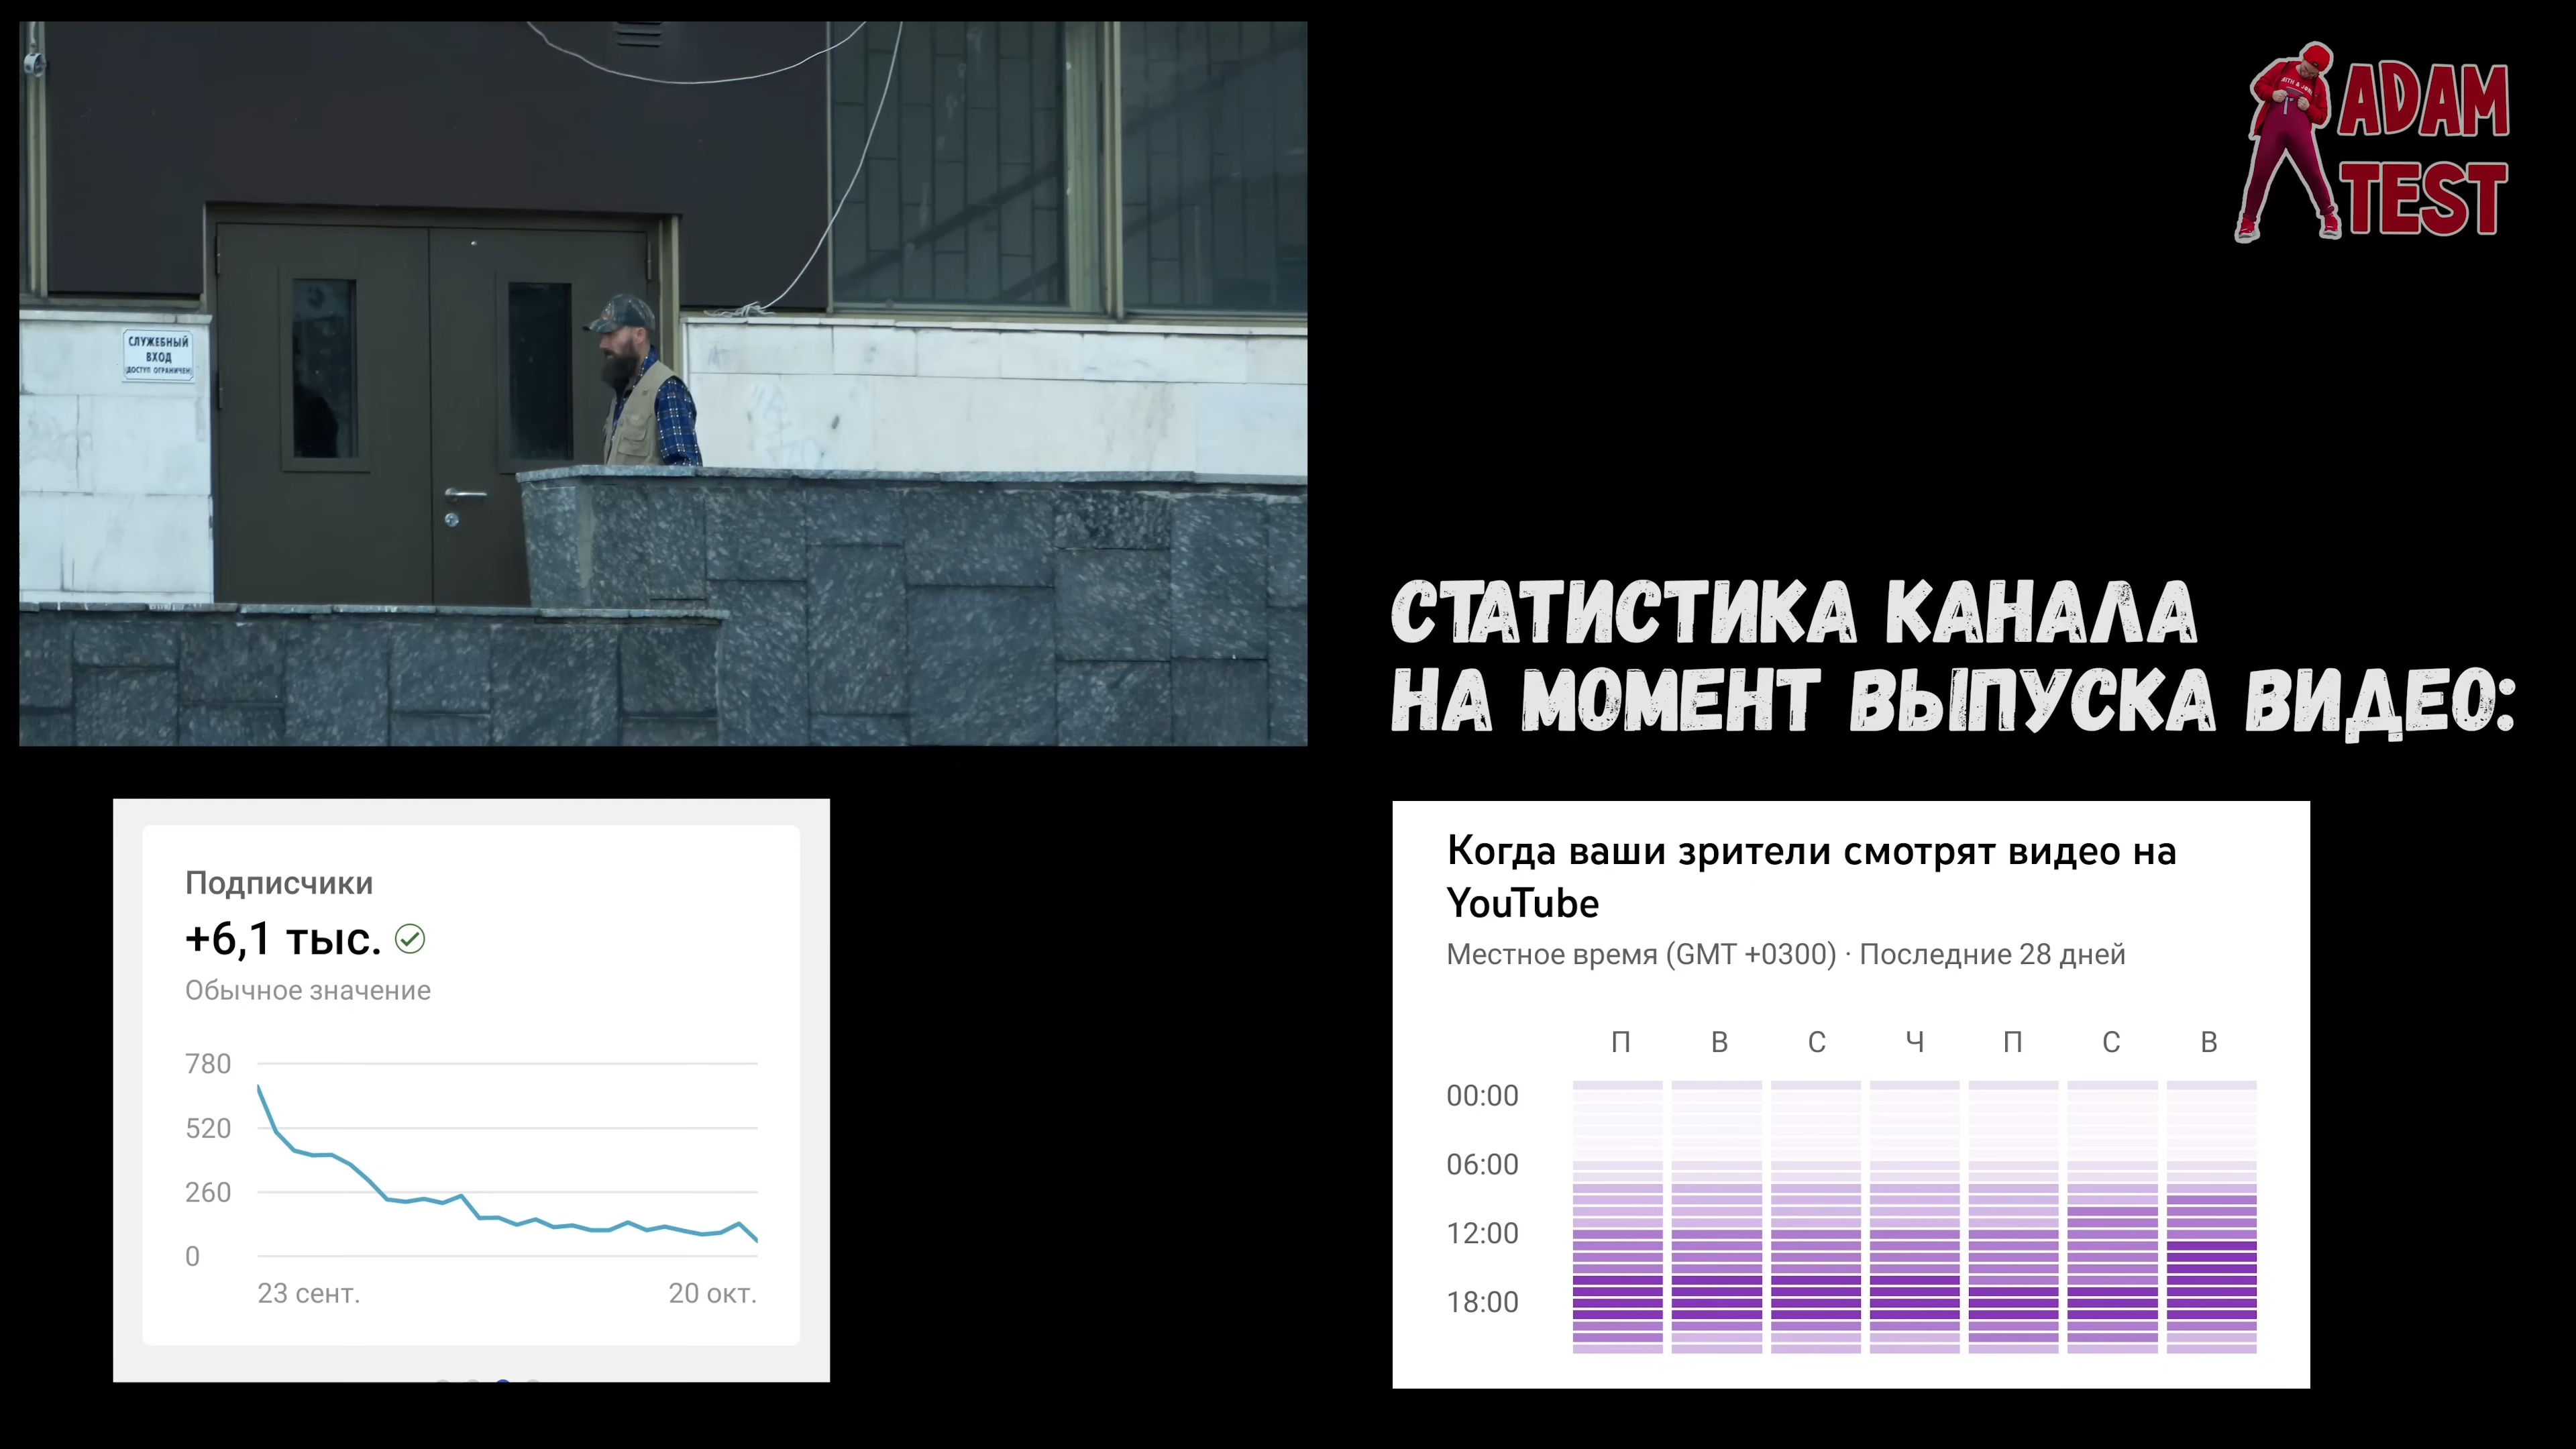 СЛУЖЕБНЫЙ
ВХОД
(ДОСТУП ОГРАНИЧЕН)
ADAM
TEST
СТАТИСТИКА КАНАЛА
НА МОМЕНТ ВЫПУСКА ВИДЕО:
Подписчики
+6,1 тыс.
Обычное значение
780
520
260
0
23 сент.
20 окт.
Когда ваши зрители смотрят видео на
YouTube
Местное время (GMT +0300) · Последние 28 дней
П В С Ч П С В
00:00
06:00
12:00
18:00